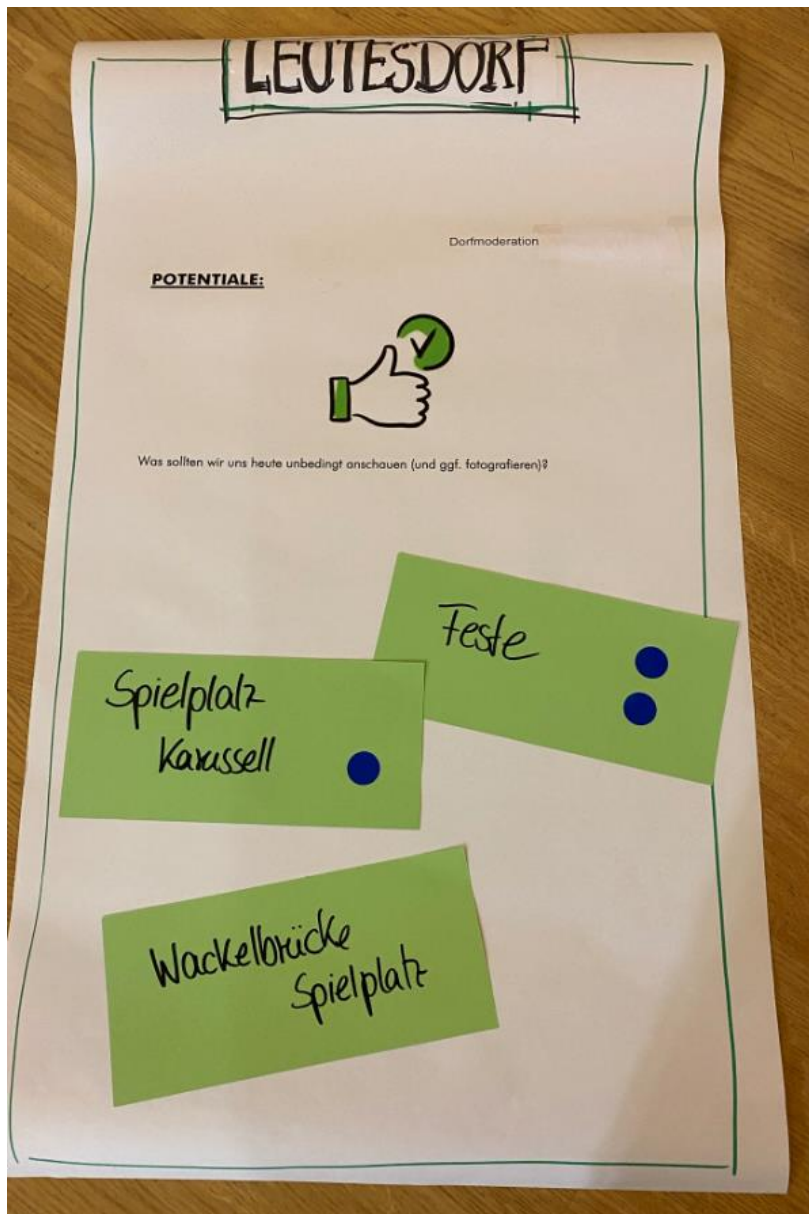 LEUTESDORF
Dorfmoderation
POTENTIALE:
Was sollten wir uns heute unbedingt anschauen (und ggf. fotografieren)?
Feste
Spielplatz
Karussell
Wackelbrücke
Spielplatz